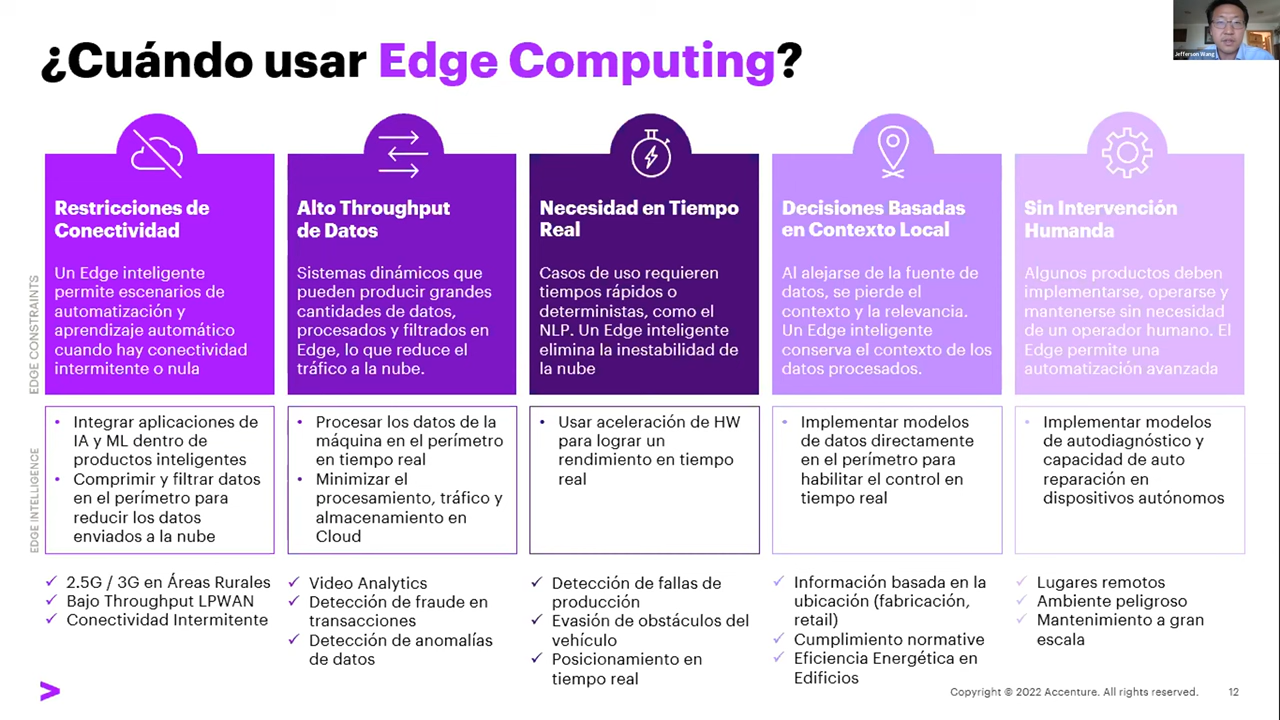 ¿Cuándo usar Edge Computing?
Jefferson Wang
EDGE CONSTRAINTS
Restricciones de
Conectividad
Un Edge inteligente
permite escenarios de
automatización y
aprendizaje automático
cuando hay conectividad
intermitente o nula
Alto Throughput
de Datos
Sistemas dinámicos que
pueden producir grandes
cantidades de datos,
procesados y filtrados en
Edge, lo que reduce el
tráfico a la nube.
Necesidad en Tiempo
Real
Casos de uso requieren
tiempos rápidos o
deterministas, como el
NLP. Un Edge inteligente
elimina la inestabilidad de
la nube
Decisiones Basadas
en Contexto Local
Al alejarse de la fuente de
datos, se pierde el
contexto y la relevancia.
Un Edge inteligente
conserva el contexto de los
datos procesados.
Sin Intervención
Humanda
Algunos productos deben
implementarse, operarse y
mantenerse sin necesidad
de un operador humano. El
Edge permite una
automatización avanzada
EDGE INTELLIGENCE
• Integrar aplicaciones de
IA y ML dentro de
productos inteligentes
• Comprimir y filtrar datos
en el perímetro para
reducir los datos
enviados a la nube
• Procesar los datos de la
máquina en el perímetro
en tiempo real
• Minimizar el
procesamiento, tráfico y
almacenamiento en
Cloud
• Usar aceleración de HW
para lograr un
rendimiento en tiempo
real
• Implementar modelos
de datos directamente
en el perímetro para
habilitar el control en
tiempo real
• Implementar modelos
de autodiagnóstico y
capacidad de auto
reparación en
dispositivos autónomos
✓ 2.5G / 3G en Áreas Rurales
✓ Bajo Throughput LPWAN
✓ Conectividad Intermitente
✓ Video Analytics
✓ Detección de fraude en
transacciones
✓ Detección de anomalías
de datos
✓ Detección de fallas de
producción
✓ Evasión de obstáculos del
vehículo
✓ Posicionamiento en
tiempo real
✓ Información basada en la
ubicación (fabricación,
retail)
✓ Cumplimiento normative
✓ Eficiencia Energética en
Edificios
✓ Lugares remotos
✓ Ambiente peligroso
✓ Mantenimiento a gran
escala
Copyright © 2022 Accenture. All rights reserved. 12